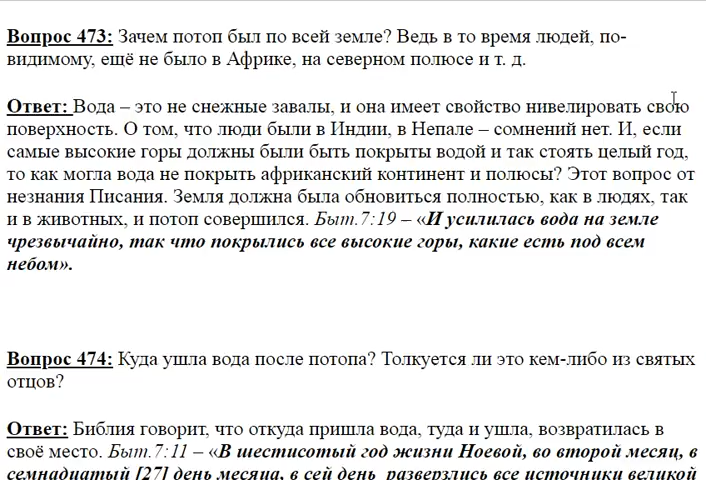 Вопрос 473: Зачем потоп был по всей земле? Ведь в то время людей, по-
видимому, ещё не было в Африке, на северном полюсе и т. д.
Ответ: Вода – это не снежные завалы, и она имеет свойство нивелировать свою
поверхность. О том, что люди были в Индии, в Непале – сомнений нет. И, если
самые высокие горы должны были быть покрыты водой и так стоять целый год,
то как могла вода не покрыть африканский континент и полюсы? Этот вопрос от
незнания Писания. Земля должна была обновиться полностью, как в людях, так
и в животных, и потоп совершился. Быт.7:19 – «И усилилась вода на земле
чрезвычайно, так что покрылись все высокие горы, какие есть под всем
небом».
Вопрос 474: Куда ушла вода после потопа? Толкуется ли это кем-либо из святых
отцов?
Ответ: Библия говорит, что откуда пришла вода, туда и ушла, возвратилась в
своё место. Быт.7:11 – «В шестисотый год жизни Ноевой, во второй месяц, в
семнадцатый [27] день месяца, в сей день разверзлись все источники великой